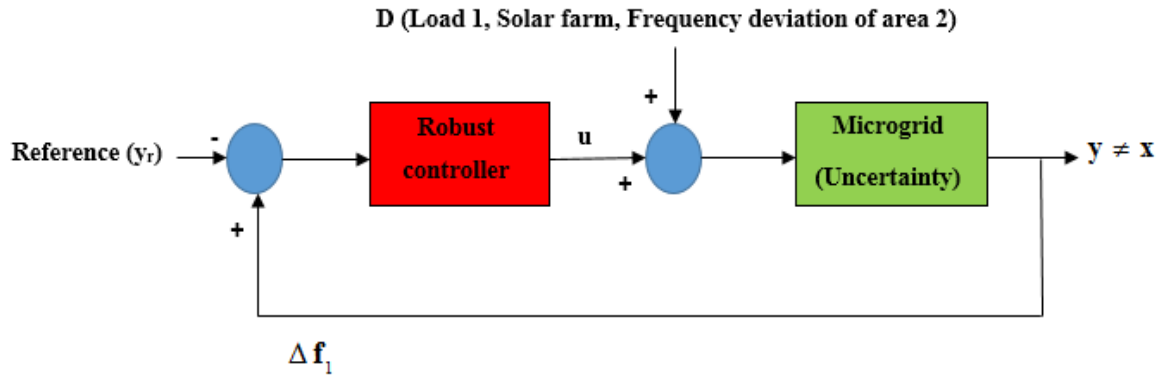 D (Load 1, Solar farm, Frequency deviation of area 2)
+
-
Reference (yr)
Robust
controller
u
+
Microgrid
(Uncertainty)
y ≠ x
+
Δ f1